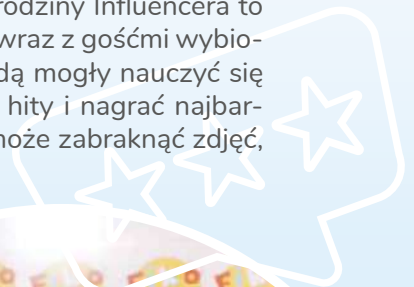 rodziny Influencera to
wraz z gośćmi wybio-
dą mogły nauczyć się
hity i nagrać najbar-
może zabraknąć zdjęć,